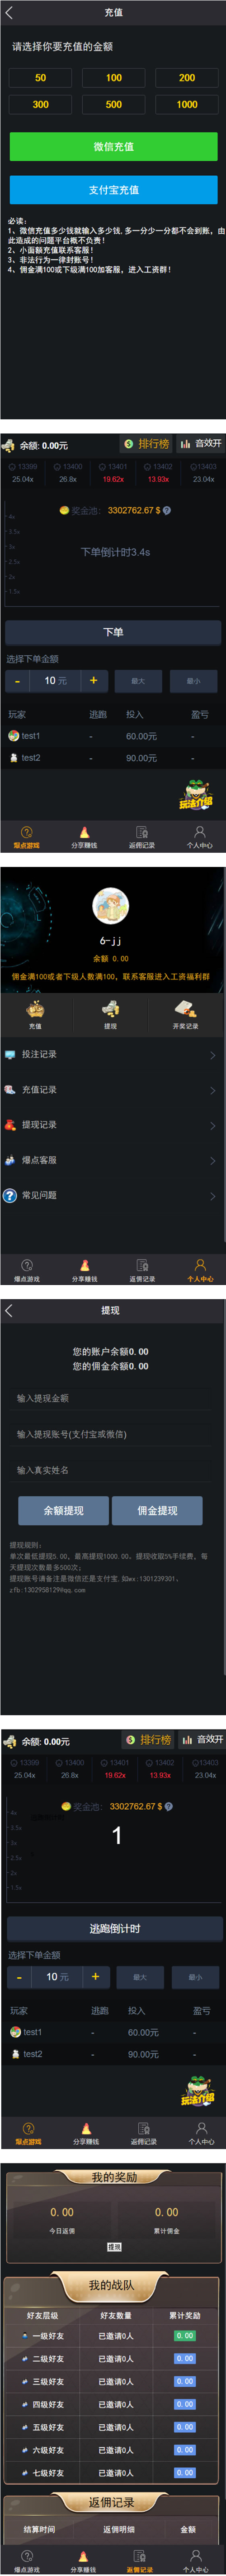 充值
请选择你要充值的金额
50 100 200
300 500 1000
微信充值
支付宝充值
必读：
1、微信充值多少钱就输入多少钱，多一分少一分都不会到账，由
此造成的问题平台概不负责！
2、小面额充值联系客服！
3、非法行为一律封账号！
4、佣金满100或下级满100加客服，进入工资群！
余额: 0.00元 排行榜 音效开
13399 13400 13401 13402 13403
25.04x 26.8x 19.62x 13.93x 23.04x
奖金池: 3302762.67 $
4x
3.5x
下单倒计时3.4s
3x
2.5x
2x
1.5x
下单
选择下单金额
- 10 元 + 最大 最小
玩家 逃跑 投入 盈亏
test1 - 60.00元 -
test2 - 90.00元 -
玩法介绍
爆点游戏 分享赚钱 返佣记录 个人中心
6-jj
余额 0.00
佣金满100或者下级人数满100，联系客服进入工资福利群
充值 提现 开奖记录
投注记录
充值记录
提现记录
爆点客服
常见问题
爆点游戏 分享赚钱 返佣记录 个人中心
提现
您的账户余额0.00
您的佣金余额0.00
输入提现金额
输入提现账号(支付宝或微信)
输入真实姓名
余额提现 佣金提现
提现规则：
单次最低提现5.00, 最高提现1000.00. 提现收取5%手续费, 每
天提现次数最多500次;
提现账号请备注是微信还是支付宝.如wx:1301239301、
zfb:1302958129@qq.com
余额: 0.00元 排行榜 音效开
13399 13400 13401 13402 13403
25.04x 26.8x 19.62x 13.93x 23.04x
奖金池: 3302762.67 $
4x
3.5x
1
3x
2.5x
2x
1.5x
逃跑倒计时
选择下单金额
- 10 元 + 最大 最小
玩家 逃跑 投入 盈亏
test1 - 60.00元 -
test2 - 90.00元 -
玩法介绍
爆点游戏 分享赚钱 返佣记录 个人中心
我的奖励
0.00 0.00
今日返佣 累计佣金
提现
我的战队
好友层级 好友数量 累计奖励
一级好友 已邀请0人 0.00
二级好友 已邀请0人 0.00
三级好友 已邀请0人 0.00
四级好友 已邀请0人 0.00
五级好友 已邀请0人 0.00
六级好友 已邀请0人 0.00
七级好友 已邀请0人 0.00
返佣记录
结算时间 返佣明细 金额
爆点游戏 分享赚钱 返佣记录 个人中心